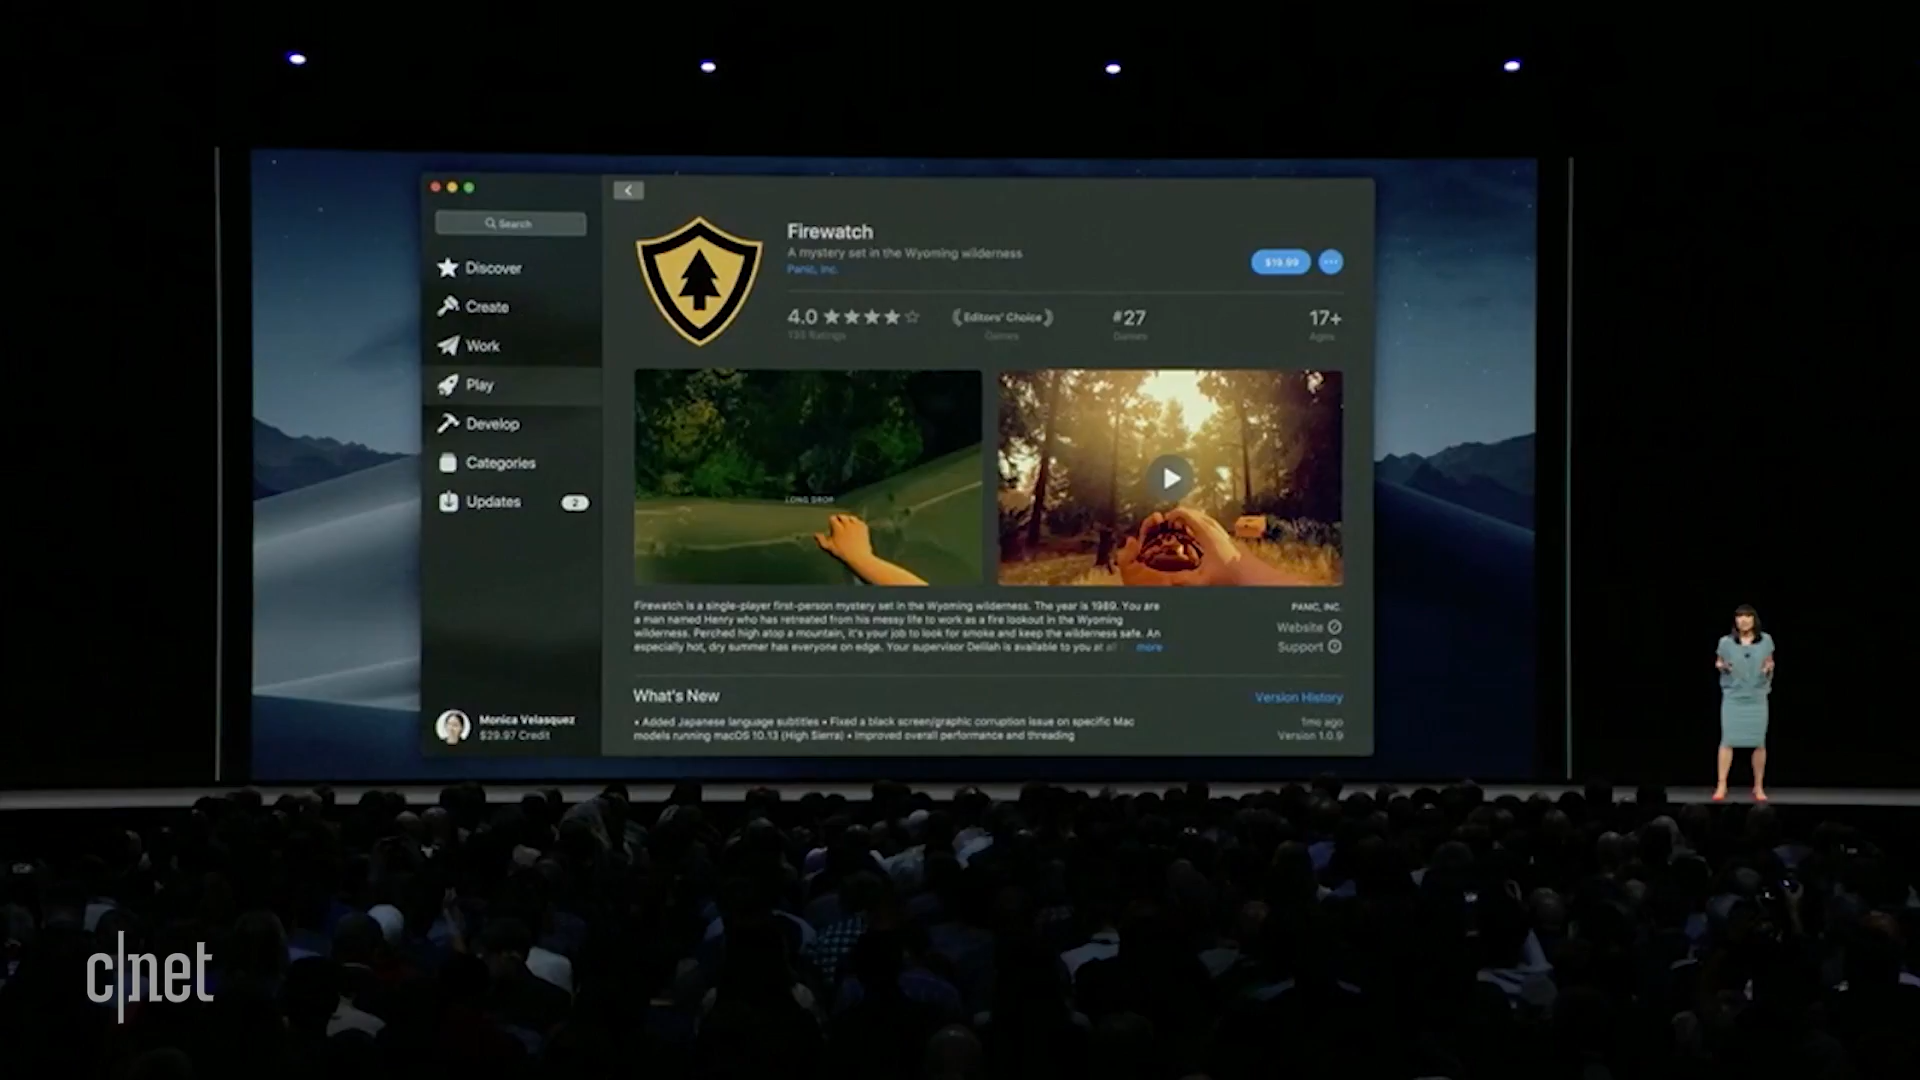 Search
Discover
Create
Work
Play
Develop
Categories
Updates 2
Monica Velasquez
$29.97 Credit
Firewatch
A mystery set in the Wyoming wilderness
Panic, Inc.
$19.99
4.0
133 Ratings
Editors' Choice
Games
#27
Games
17+
Ages
LONG DROP
Firewatch is a single-player first-person mystery set in the Wyoming wilderness. The year is 1989. You are
a man named Henry who has retreated from his messy life to work as a fire lookout in the Wyoming
wilderness. Perched high atop a mountain, it's your job to look for smoke and keep the wilderness safe. An
especially hot, dry summer has everyone on edge. Your supervisor Delilah is available to you at all more
PANIC, INC.
Website
Support
What's New
Version History
• Added Japanese language subtitles • Fixed a black screen/graphic corruption issue on specific Mac
models running macOS 10.13 (High Sierra) • Improved overall performance and threading
1mo ago
Version 1.0.9
c|net